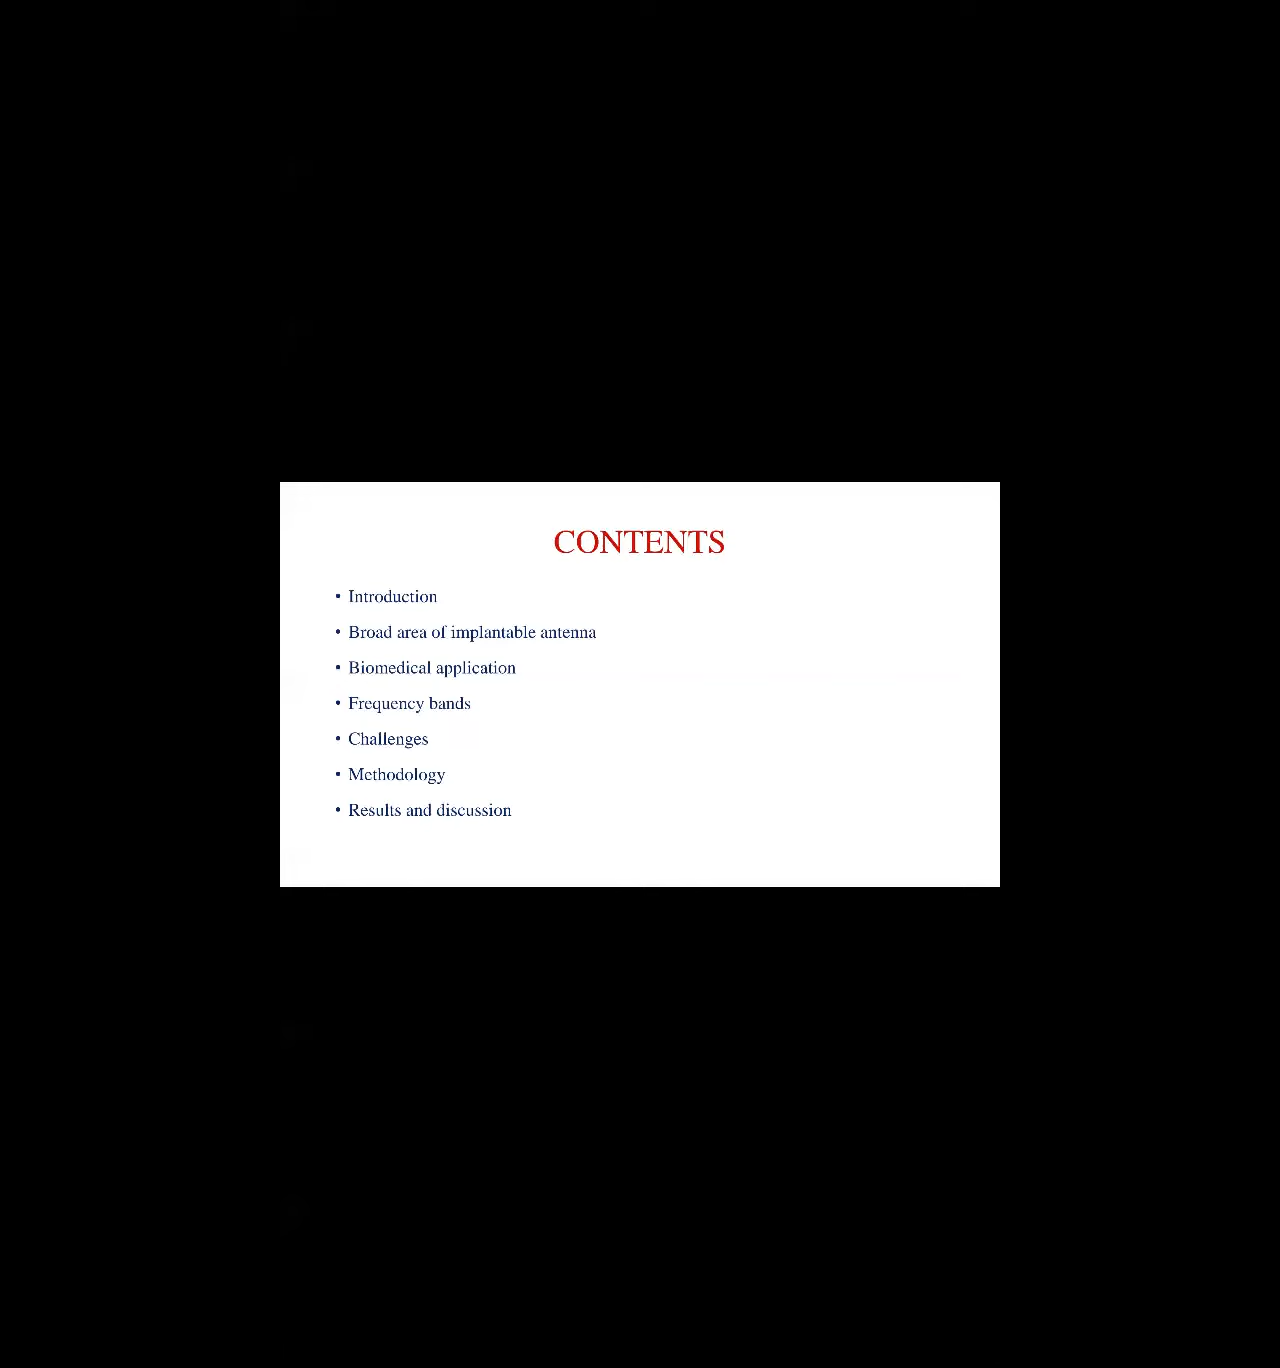 CONTENTS
• Introduction
• Broad area of implantable antenna
• Biomedical application
• Frequency bands
• Challenges
• Methodology
• Results and discussion